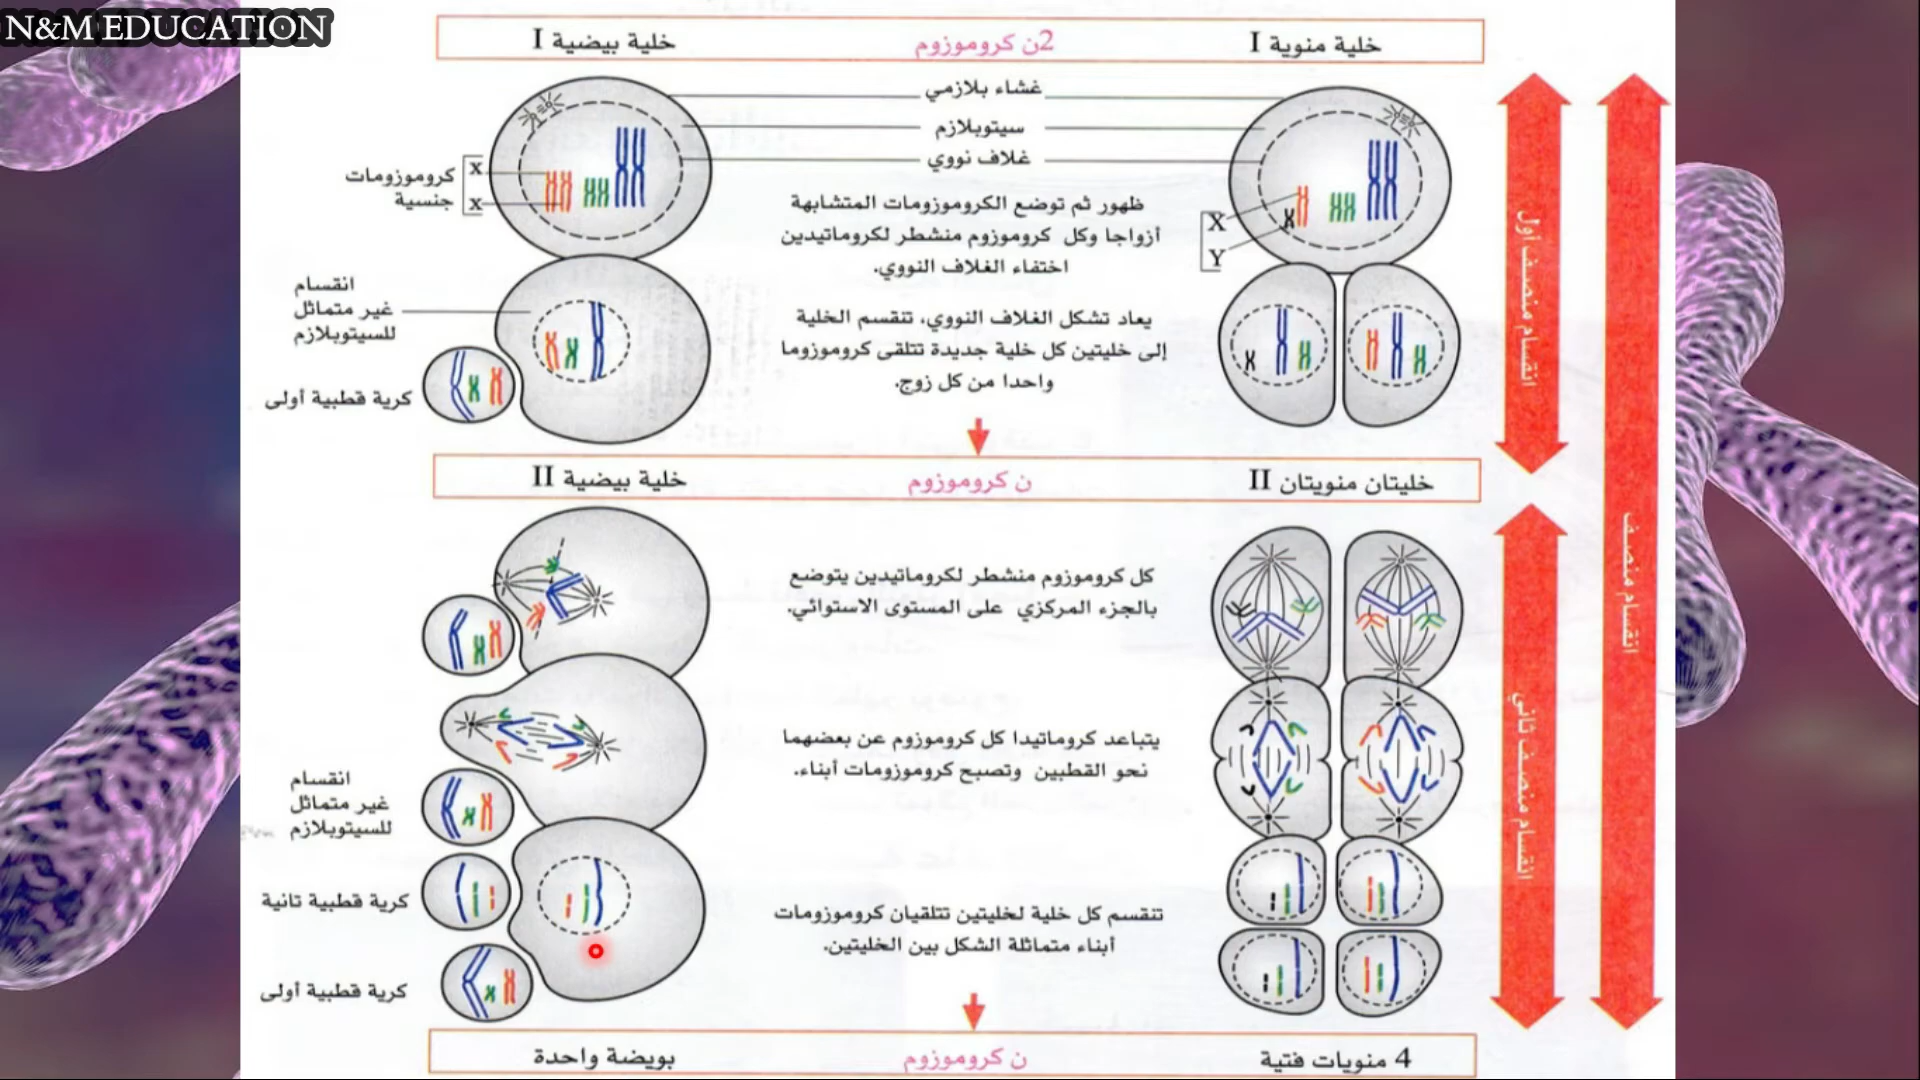 N&M EDUCATION
خلية منوية I
2ن كروموزوم
خلية بيضية I
غشاء بلازمي
سيتوبلازم
غلاف نووي
X
Y
x
x
كروموزومات
جنسية
ظهور ثم توضع الكروموزومات المتشابهة
أزواجا وكل كروموزوم منشطر لكروماتيدين
اختفاء الغلاف النووي.
انقسام
غير متماثل
للسيتوبلازم
يعاد تشكل الغلاف النووي، تنقسم الخلية
إلى خليتين كل خلية جديدة تتلقى كروموزوما
واحدا من كل زوج.
كرية قطبية أولى
انقسام منصف أول
انقسام منصف
خليتان منويتان II
ن كروموزوم
خلية بيضية II
كل كروموزوم منشطر لكروماتيدين يتوضع
بالجزء المركزي على المستوى الاستوائي.
يتباعد كروماتيدا كل كروموزوم عن بعضهما
نحو القطبين وتصبح كروموزومات أبناء.
انقسام
غير متماثل
للسيتوبلازم
كرية قطبية تانية
تنقسم كل خلية لخليتين تتلقيان كروموزومات
أبناء متماثلة الشكل بين الخليتين.
كرية قطبية أولى
انقسام منصف ثاني
4 منويات فتية
ن كروموزوم
بويضة واحدة